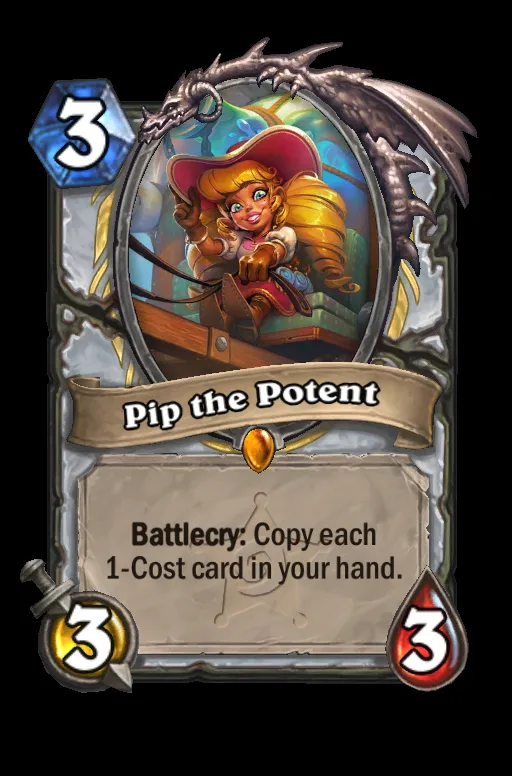 3
Pip the Potent
Battlecry: Copy each
1-Cost card in your hand.
3
3